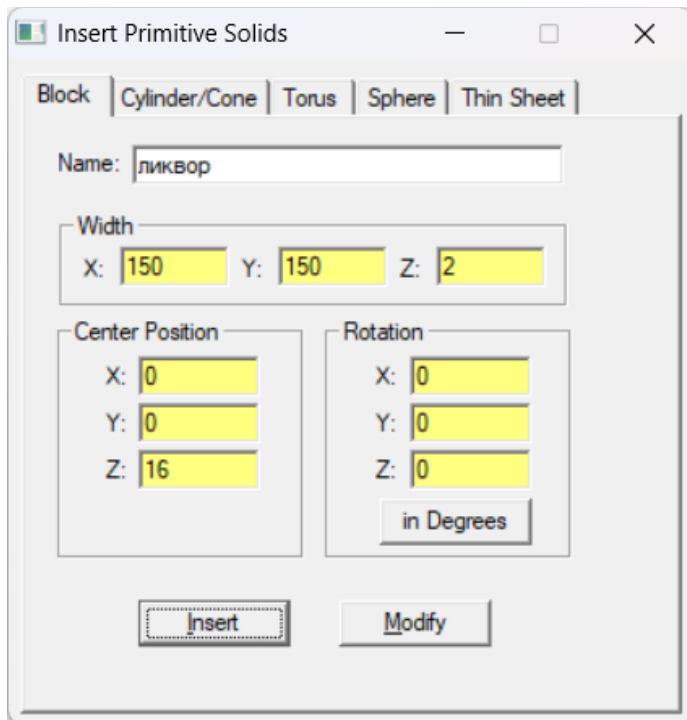 Insert Primitive Solids
Block Cylinder/Cone Torus Sphere Thin Sheet
Name: ликвор
Width
X: 150 Y: 150 Z: 2
Center Position
X: 0
Y: 0
Z: 16
Rotation
X: 0
Y: 0
Z: 0
in Degrees
Insert Modify